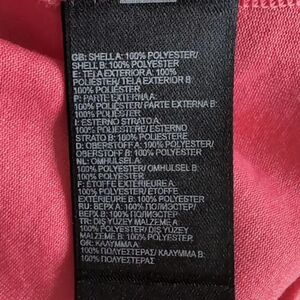 GB: SHELL A: 100% POLYESTER/
SHELL B: 100% POLYESTER
E: TELA EXTERIOR A: 100%
POLIÉSTER/ TELA EXTERIOR B:
100% POLIÉSTER
P: PARTE EXTERNA A:
100% POLIÉSTER/ PARTE EXTERNA B:
100% POLIÉSTER
I: ESTERNO STRATO A:
100% POLIESTERE/ ESTERNO
STRATO B: 100% POLIESTERE
D: OBERSTOFF A: 100% POLYESTER/
OBERSTOFF B: 100% POLYESTER
NL: OMHULSEL A:
100% POLYESTER/ OMHULSEL B:
100% POLYESTER
F: ÉTOFFE EXTÉRIEURE A:
100% POLYESTER/ ÉTOFFE
EXTÉRIEURE B: 100% POLYESTER
RU: ВЕРХ A: 100% ПОЛИЭСТЕР/
ВЕРХ B: 100% ПОЛИЭСТЕР
TR: DIŞ YÜZEY MALZEME A:
100% POLYESTER/ DIŞ YÜZEY
MALZEME B: 100% POLYESTER
GR: ΚΑΛΥΜΜΑ A:
100% ΠΟΛΥΕΣΤΕΡΑΣ/ ΚΑΛΥΜΜΑ B:
100% ΠΟΛΥΕΣΤΕΡΑΣ